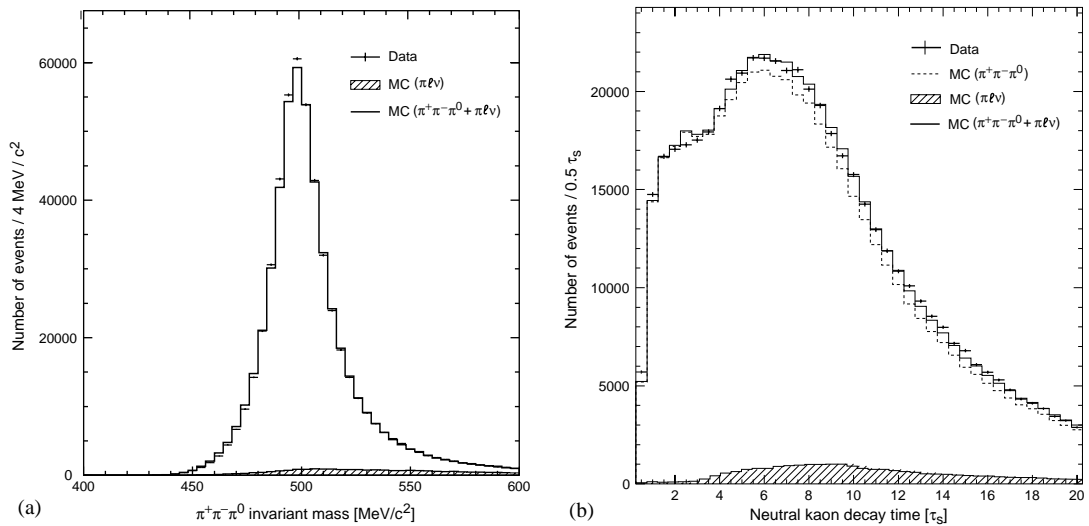 60000
40000
20000
0
400
450
500
550
600
Number of events / 4 MeV / c²
π⁺π⁻π⁰ invariant mass [MeV/c²]
Data
MC (πℓν)
MC (π⁺π⁻π⁰ + πℓν)
(a)
20000
15000
10000
5000
0
2
4
6
8
10
12
14
16
18
20
Number of events / 0.5 τₛ
Neutral kaon decay time [τₛ]
Data
MC (π⁺π⁻π⁰)
MC (πℓν)
MC (π⁺π⁻π⁰ + πℓν)
(b)